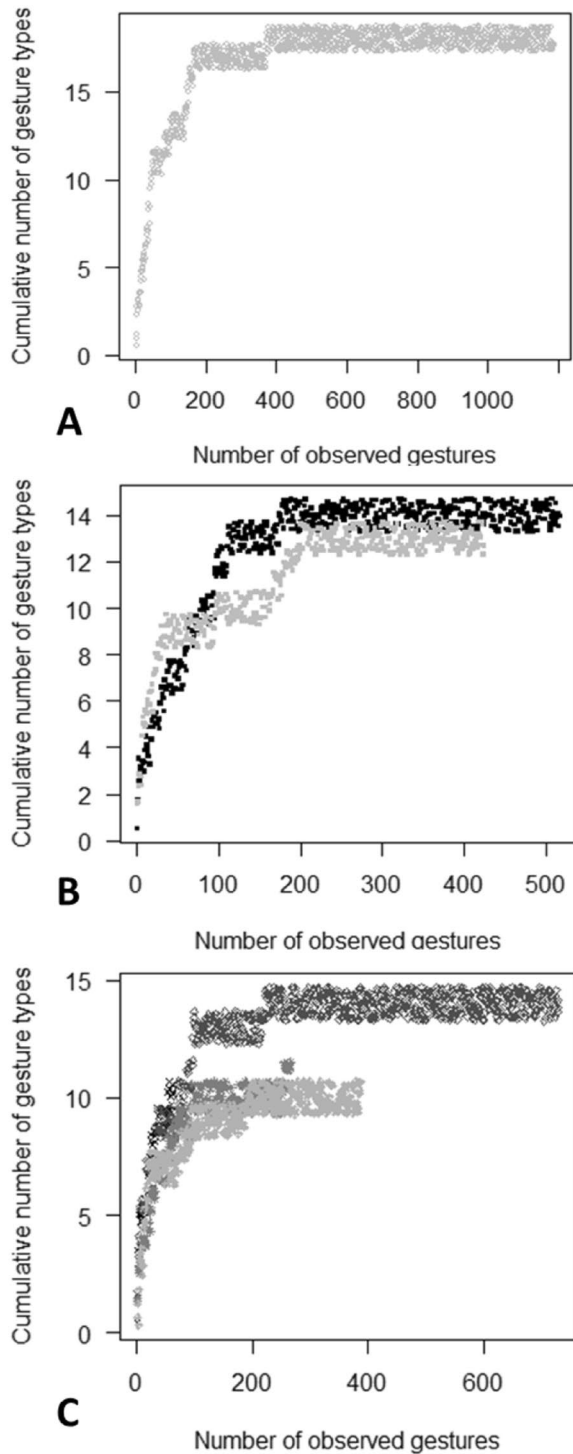 Cumulative number of gesture types
15
10
5
0
0 200 400 600 800 1000
A
Number of observed gestures
Cumulative number of gesture types
14
12
10
8
6
4
2
0
0 100 200 300 400 500
B
Number of observed gestures
Cumulative number of gesture types
15
10
5
0
0 200 400 600
C
Number of observed gestures